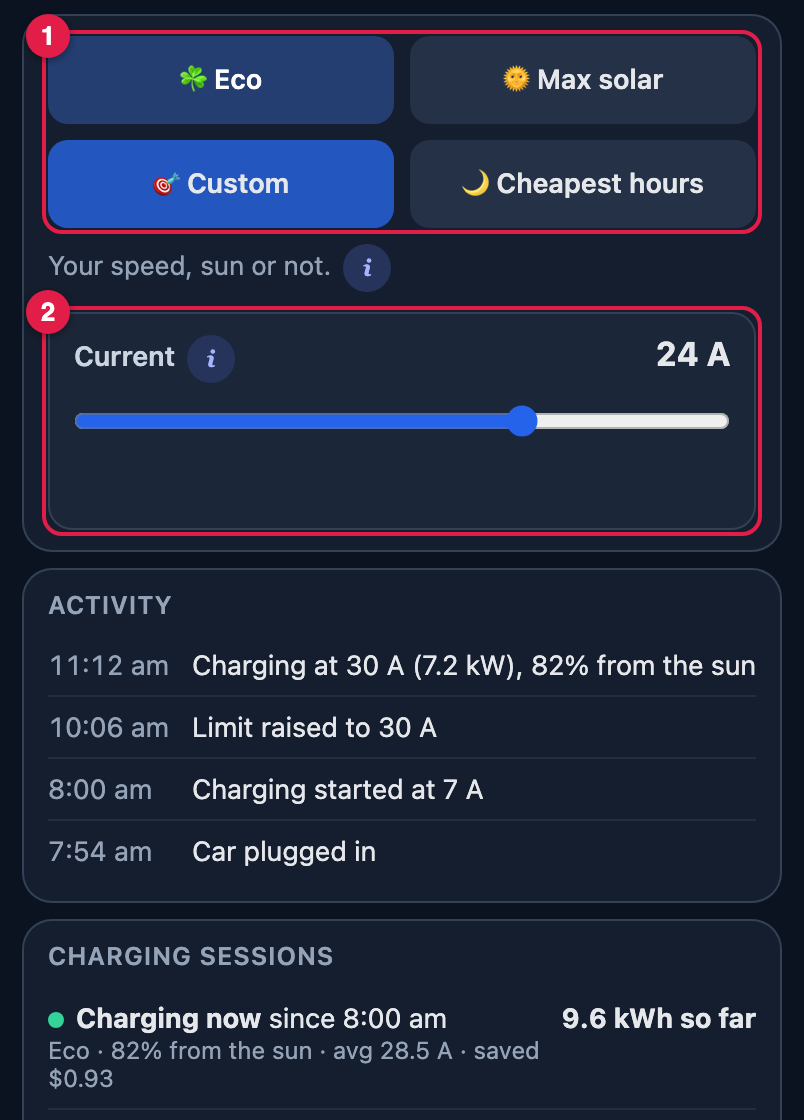 1
☘️ Eco
🌞 Max solar
🎯 Custom
🌙 Cheapest hours
Your speed, sun or not. i
2
Current i 24 A
ACTIVITY
11:12 am Charging at 30 A (7.2 kW), 82% from the sun
10:06 am Limit raised to 30 A
8:00 am Charging started at 7 A
7:54 am Car plugged in
CHARGING SESSIONS
Charging now since 8:00 am 9.6 kWh so far
Eco · 82% from the sun · avg 28.5 A · saved
$0.93